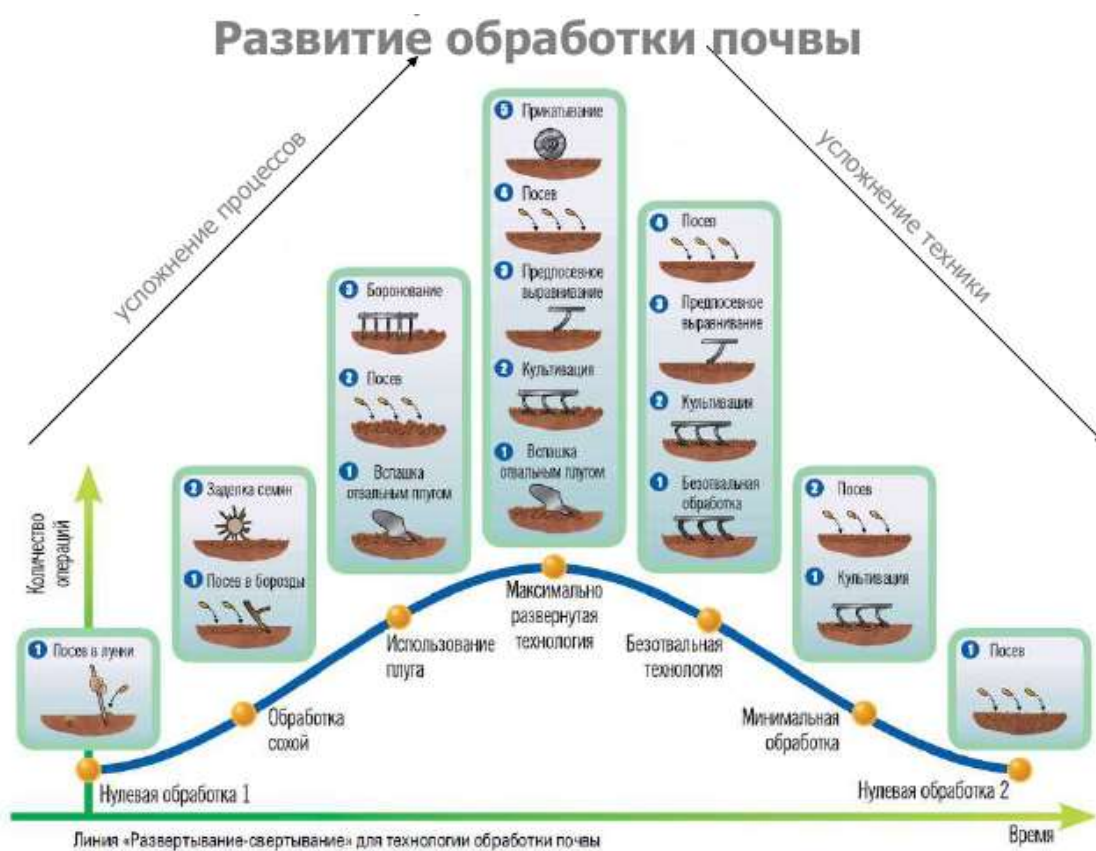 Развитие обработки почвы
усложнение процессов
усложнение техники
Количество
операций
1 Посев в лунки
2 Заделка семян
1 Посев в борозды
3 Боронование
2 Посев
1 Вспашка
отвальным плугом
5 Прикатывание
4 Посев
3 Предпосевное
выравнивание
2 Культивация
1 Вспашка
отвальным плугом
4 Посев
3 Предпосевное
выравнивание
2 Культивация
1 Безотвальная
обработка
2 Посев
1 Культивация
1 Посев
Нулевая обработка 1
Обработка
сохой
Использование
плуга
Максимально
развернутая
технология
Безотвальная
технология
Минимальная
обработка
Нулевая обработка 2
Время
Линия «Развертывание-свертывание» для технологии обработки почвы